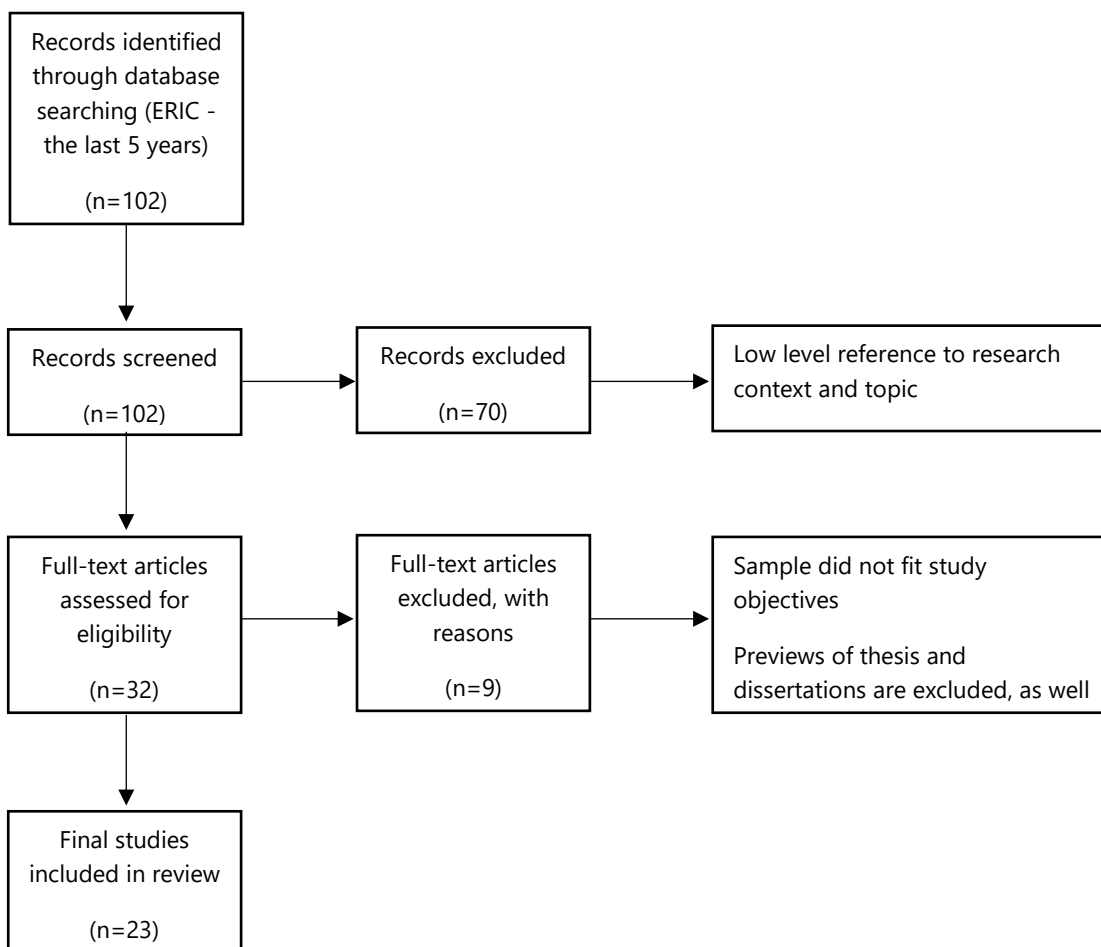 Records identified
through database
searching (ERIC -
the last 5 years)
(n=102)
Records screened
(n=102)
Records excluded
(n=70)
Low level reference to research
context and topic
Full-text articles
assessed for
eligibility
(n=32)
Full-text articles
excluded, with
reasons
(n=9)
Sample did not fit study
objectives
Previews of thesis and
dissertations are excluded, as well
Final studies
included in review
(n=23)